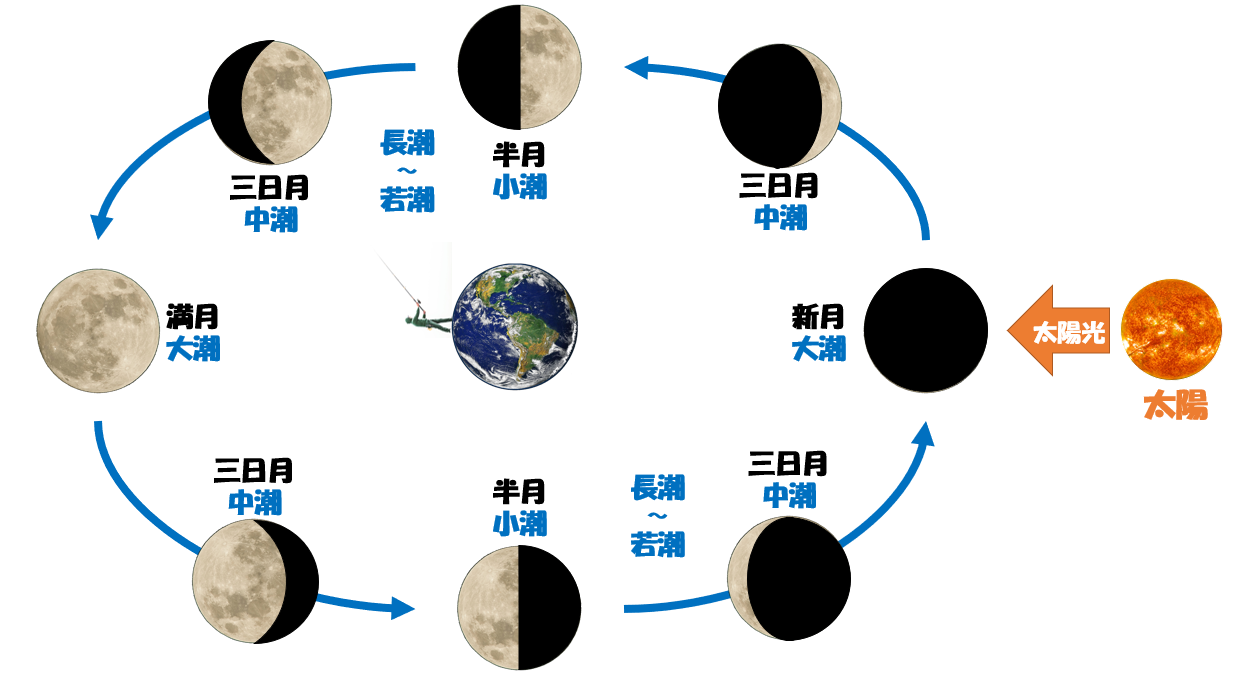 長潮
～
若潮
半月
小潮
三日月
中潮
三日月
中潮
満月
大潮
新月
大潮
太陽光
太陽
三日月
中潮
半月
小潮
長潮
～
若潮
三日月
中潮